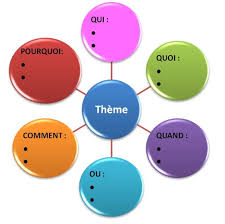 QUI :
POURQUOI:
QUOI :
Thème
COMMENT :
QUAND :
OU :